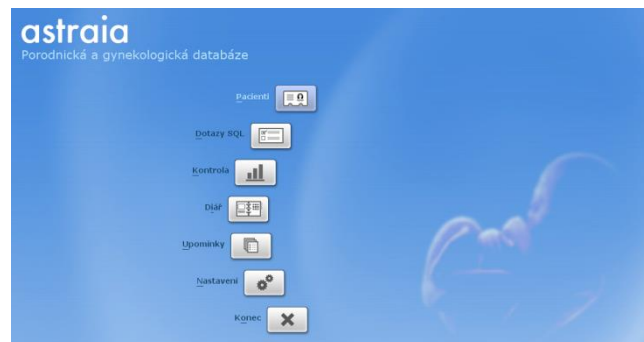 astraia
Porodnická a gynekologická databáze
Pacienti
Dotazy SQL
Kontrola
Diář
Upomínky
Nastavení
Konec